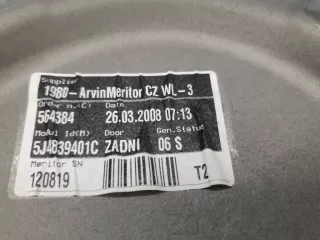 Supplier
1980-ArvinMeritor CZ WL-3
Order n.(C) Date.
564384 26.03.2008 07:13
Modul Id(M) Door Gen.Status
5J4839401C ZADNI 06 S
Meritor SN
120819 T2